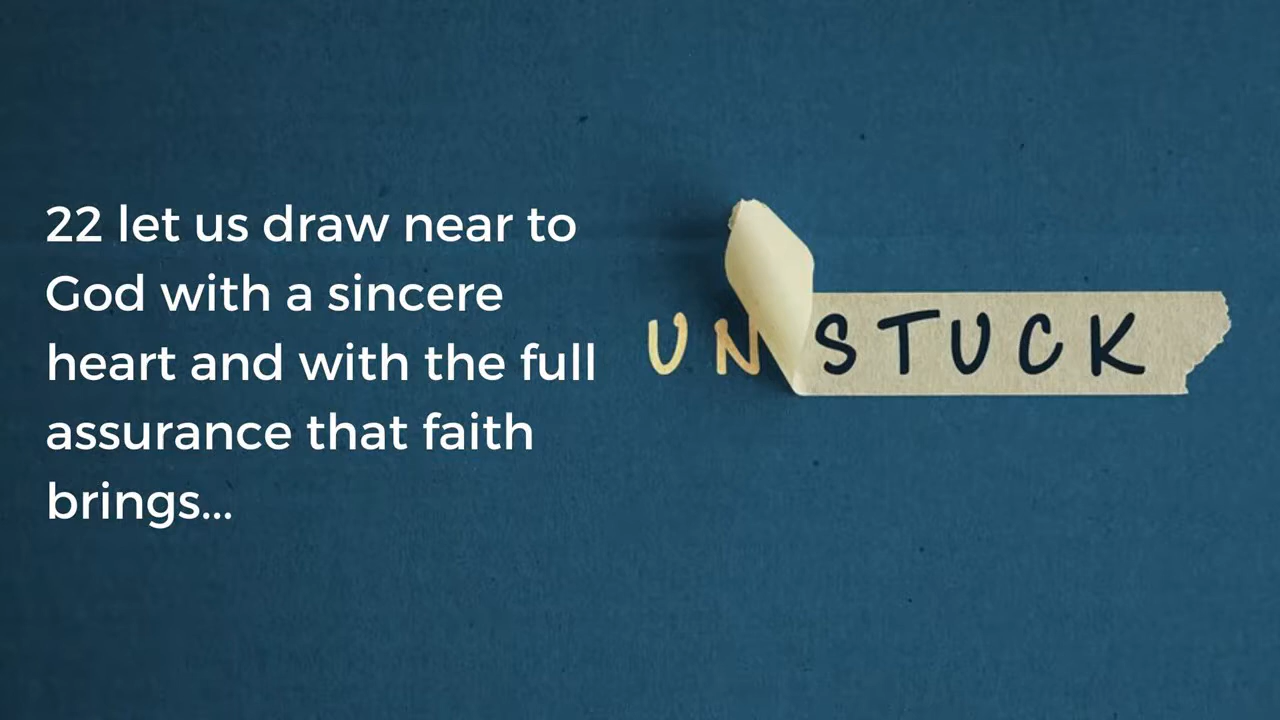 22 let us draw near to
God with a sincere
heart and with the full
assurance that faith
brings...
UNSTUCK